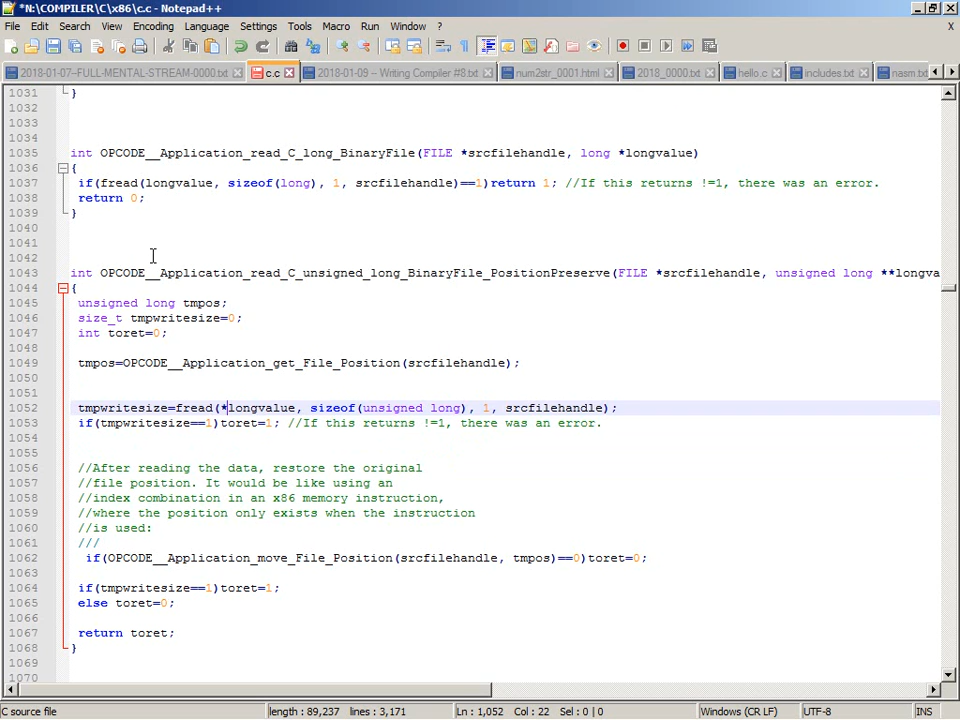 *N:\COMPILER\C\x86\c.c - Notepad++
File Edit Search View Encoding Language Settings Tools Macro Run Window ? X
2018-01-07-FULL-MENTAL-STREAM-0000.txt c.c 2018-01-09 -- Writing Compiler #8.txt num2str_0001.html 2018_0000.txt hello.c includes.txt nasm.tx
1031 }
1032
1033
1034
1035 int OPCODE__Application_read_C_long_BinaryFile(FILE *srcfilehandle, long *longvalue)
1036 {
1037 if(fread(longvalue, sizeof(long), 1, srcfilehandle)==1)return 1; //If this returns !=1, there was an error.
1038 return 0;
1039 }
1040
1041
1042
1043 int OPCODE__Application_read_C_unsigned_long_BinaryFile_PositionPreserve(FILE *srcfilehandle, unsigned long **longva
1044 {
1045 unsigned long tmpos;
1046 size_t tmpwritesize=0;
1047 int toret=0;
1048
1049 tmpos=OPCODE__Application_get_File_Position(srcfilehandle);
1050
1051
1052 tmpwritesize=fread(*longvalue, sizeof(unsigned long), 1, srcfilehandle);
1053 if(tmpwritesize==1)toret=1; //If this returns !=1, there was an error.
1054
1055
1056 //After reading the data, restore the original
1057 //file position. It would be like using an
1058 //index combination in an x86 memory instruction,
1059 //where the position only exists when the instruction
1060 //is used:
1061 ///
1062 if(OPCODE__Application_move_File_Position(srcfilehandle, tmpos)==0)toret=0;
1063
1064 if(tmpwritesize==1)toret=1;
1065 else toret=0;
1066
1067 return toret;
1068 }
1069
1070
C source file length : 89,237 lines : 3,171 Ln : 1,052 Col : 22 Sel : 0 | 0 Windows (CR LF) UTF-8 INS